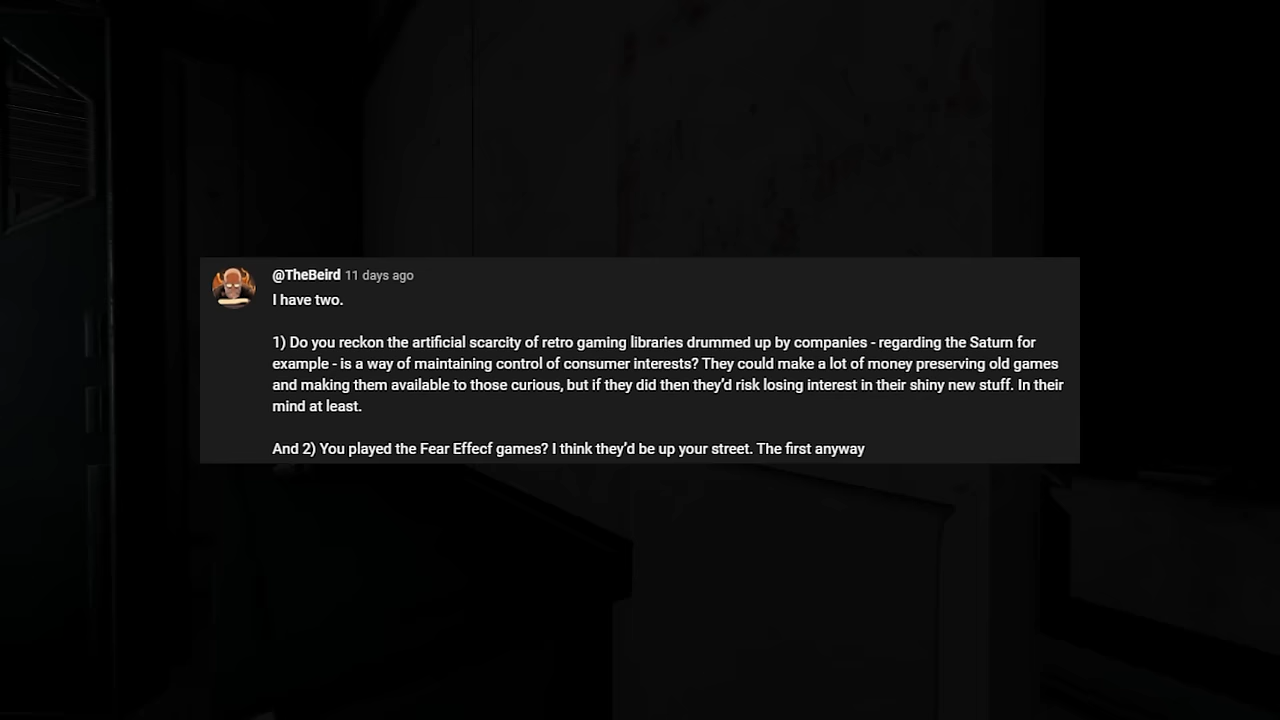 @TheBeird 11 days ago
I have two.
1) Do you reckon the artificial scarcity of retro gaming libraries drummed up by companies - regarding the Saturn for
example - is a way of maintaining control of consumer interests? They could make a lot of money preserving old games
and making them available to those curious, but if they did then they'd risk losing interest in their shiny new stuff. In their
mind at least.
And 2) You played the Fear Effecf games? I think they'd be up your street. The first anyway